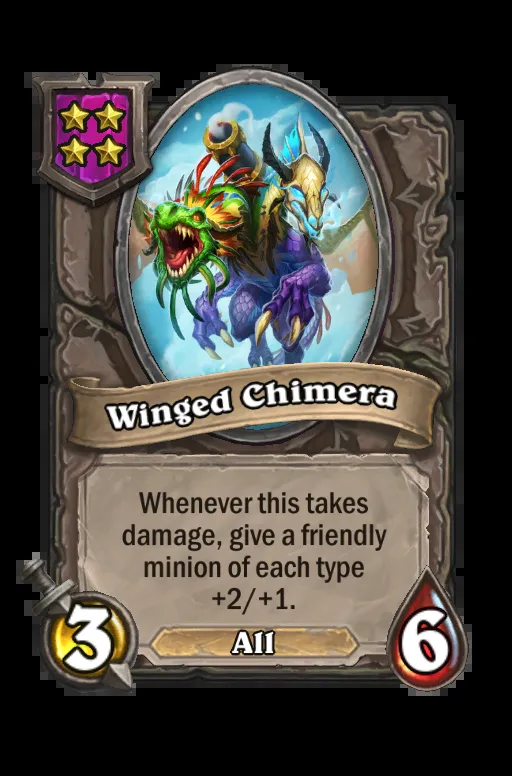 Winged Chimera
Whenever this takes
damage, give a friendly
minion of each type
+2/+1.
3
All
6